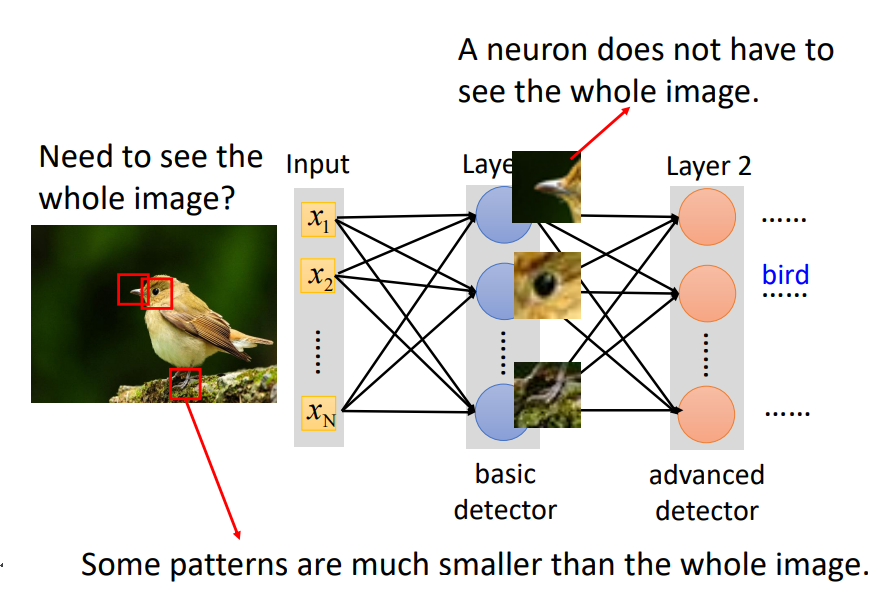 A neuron does not have to
see the whole image.
Need to see the
whole image?
Input
Laye
Layer 2
x1
x2
xN
......
bird
......
......
basic
detector
advanced
detector
Some patterns are much smaller than the whole image.